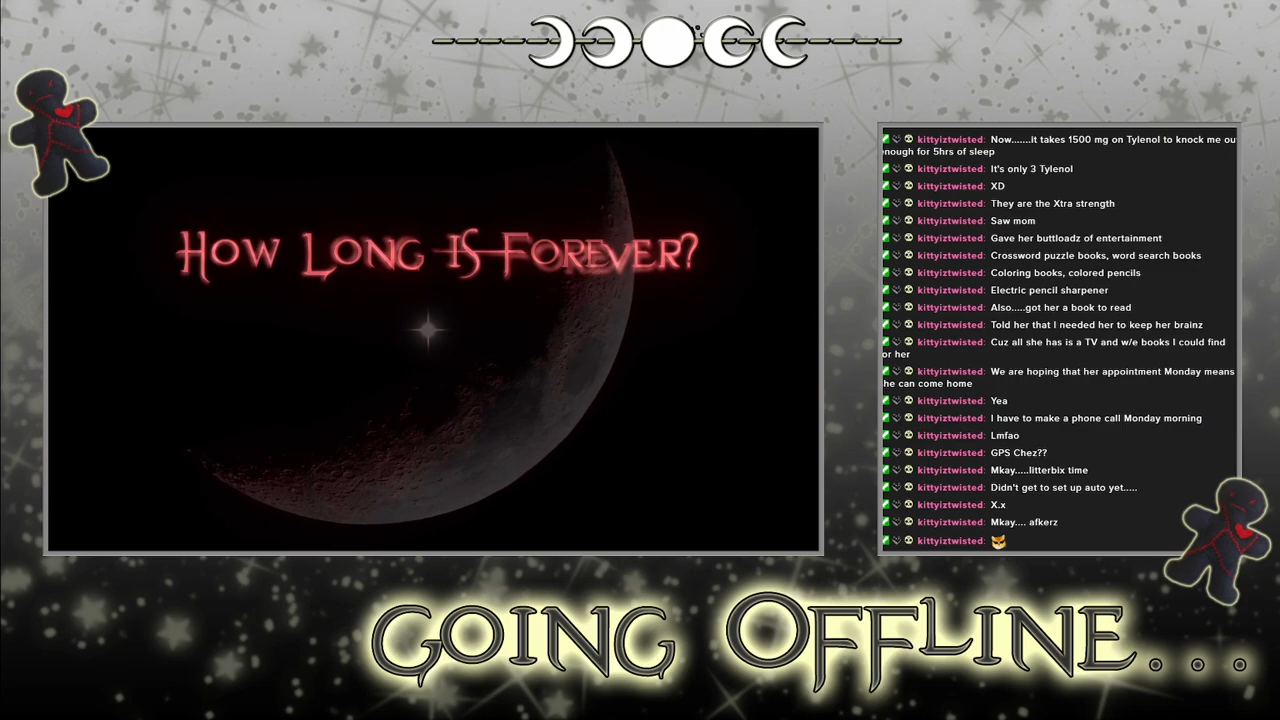 How Long is Forever?
kittyiztwisted: Now.......it takes 1500 mg on Tylenol to knock me ou
enough for 5hrs of sleep
kittyiztwisted: It's only 3 Tylenol
kittyiztwisted: XD
kittyiztwisted: They are the Xtra strength
kittyiztwisted: Saw mom
kittyiztwisted: Gave her buttloadz of entertainment
kittyiztwisted: Crossword puzzle books, word search books
kittyiztwisted: Coloring books, colored pencils
kittyiztwisted: Electric pencil sharpener
kittyiztwisted: Also.....got her a book to read
kittyiztwisted: Told her that I needed her to keep her brainz
kittyiztwisted: Cuz all she has is a TV and w/e books I could find
or her
kittyiztwisted: We are hoping that her appointment Monday means
he can come home
kittyiztwisted: Yea
kittyiztwisted: I have to make a phone call Monday morning
kittyiztwisted: Lmfao
kittyiztwisted: GPS Chez??
kittyiztwisted: Mkay.....litterbix time
kittyiztwisted: Didn't get to set up auto yet.....
kittyiztwisted: X.x
kittyiztwisted: Mkay.... afkerz
kittyiztwisted:
Going Offline...